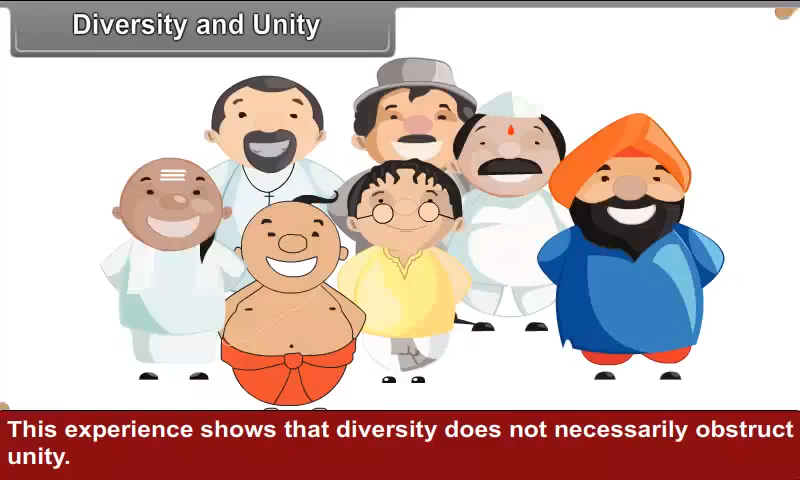 Diversity and Unity
This experience shows that diversity does not necessarily obstruct
unity.